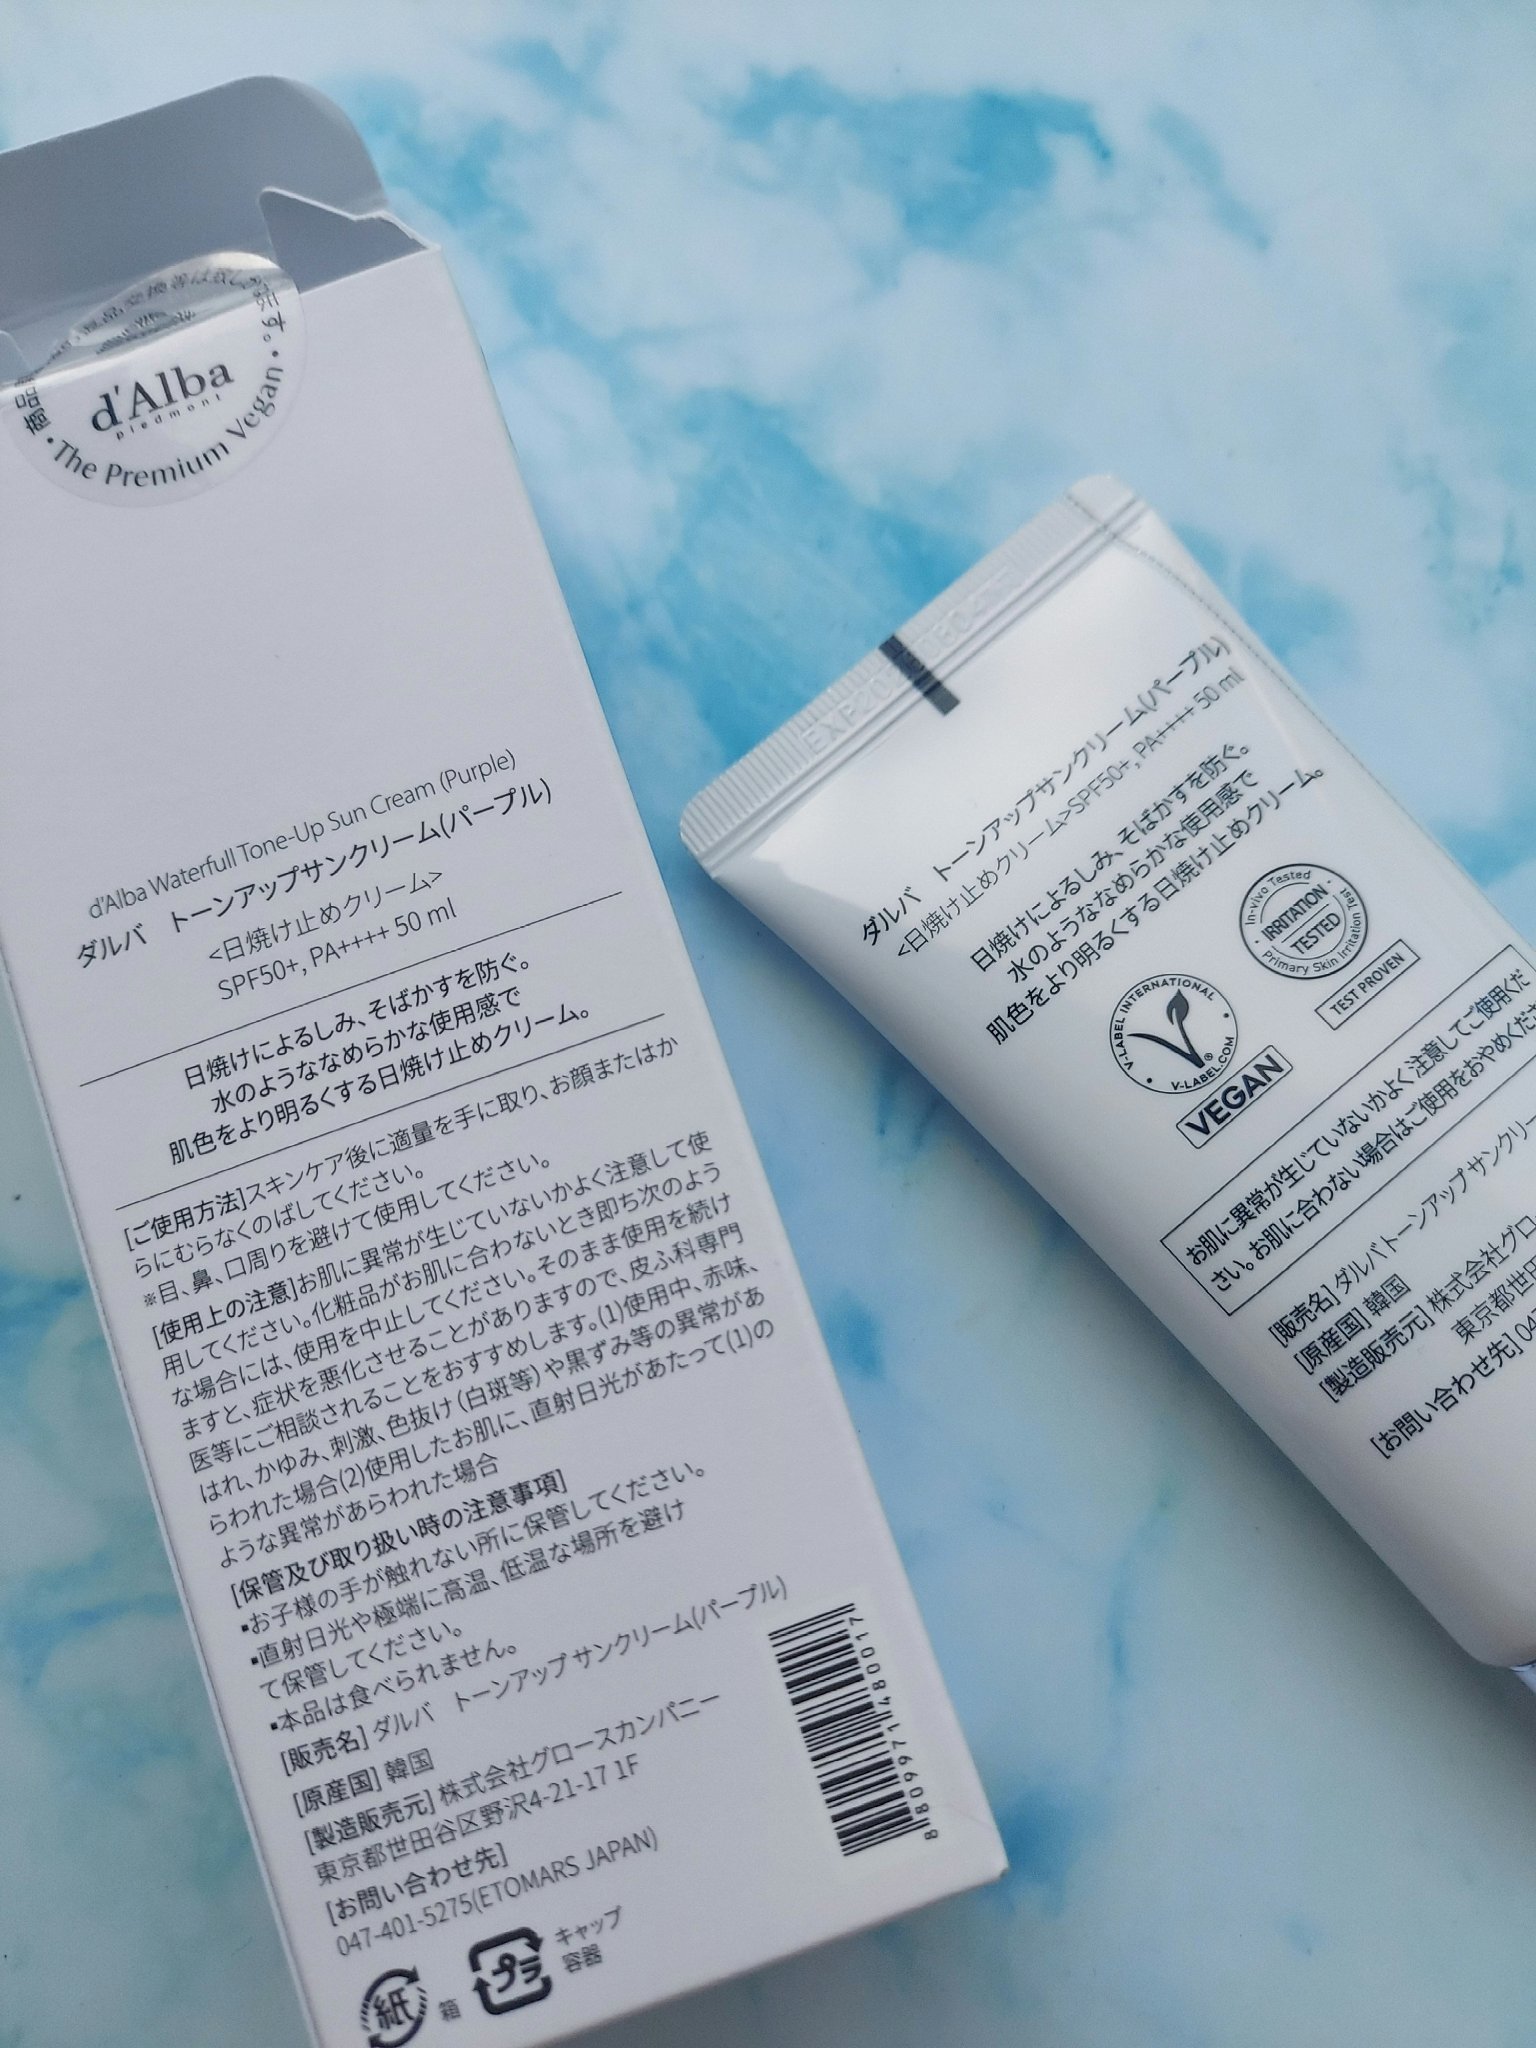 す。
d'Alba
piedmont
• The Premium Vegan •
d'Alba Waterfull Tone-Up Sun Cream (Purple)
ダルバ　トーンアップサンクリーム(パープル)
<日焼け止めクリーム>
SPF50+, PA++++ 50 ml
日焼けによるしみ、そばかすを防ぐ。
水のようななめらかな使用感で
肌色をより明るくする日焼け止めクリーム。
[ご使用方法]スキンケア後に適量を手に取り、お顔またはか
らにむらなくのばしてください。
※目、鼻、口周りを避けて使用してください。
[使用上の注意]お肌に異常が生じていないかよく注意して使
用してください。化粧品がお肌に合わないとき即ち次のよう
な場合には、使用を中止してください。そのまま使用を続け
ますと、症状を悪化させることがありますので、皮ふ科専門
医等にご相談されることをおすすめします。(1)使用中、赤味、
はれ、かゆみ、刺激、色抜け(白斑等)や黒ずみ等の異常があ
らわれた場合(2)使用したお肌に、直射日光があたって(1)の
ような異常があらわれた場合
[保管及び取り扱い時の注意事項]
▪お子様の手が触れない所に保管してください。
▪直射日光や極端に高温、低温な場所を避け
て保管してください。
▪本品は食べられません。
[販売名] ダルバ　トーンアップ サンクリーム(パープル)
[原産国] 韓国
[製造販売元] 株式会社グロースカンパニー
東京都世田谷区野沢4-21-17 1F
[お問い合わせ先]
047-401-5275(ETOMARS JAPAN)
紙
箱
プラ
キャップ
容器
8809917480017
ダルバ　トーンアップサンクリーム(パープル)
<日焼け止めクリーム>SPF50+, PA++++ 50 ml
日焼けによるしみ、そばかすを防ぐ。
水のようななめらかな使用感で
肌色をより明るくする日焼け止めクリーム。
V-LABEL INTERNATIONAL
• V-LABEL.COM •
®
VEGAN
In-vivo Tested
IRRITATION
TESTED
Primary Skin Irritation Test
TEST PROVEN
お肌に異常が生じていないかよく注意してご使用くだ
さい。お肌に合わない場合はご使用をおやめくださ
[販売名] ダルバトーンアップ サンクリー
[原産国] 韓国
[製造販売元] 株式会社グロ
東京都世田
[お問い合わせ先] 04